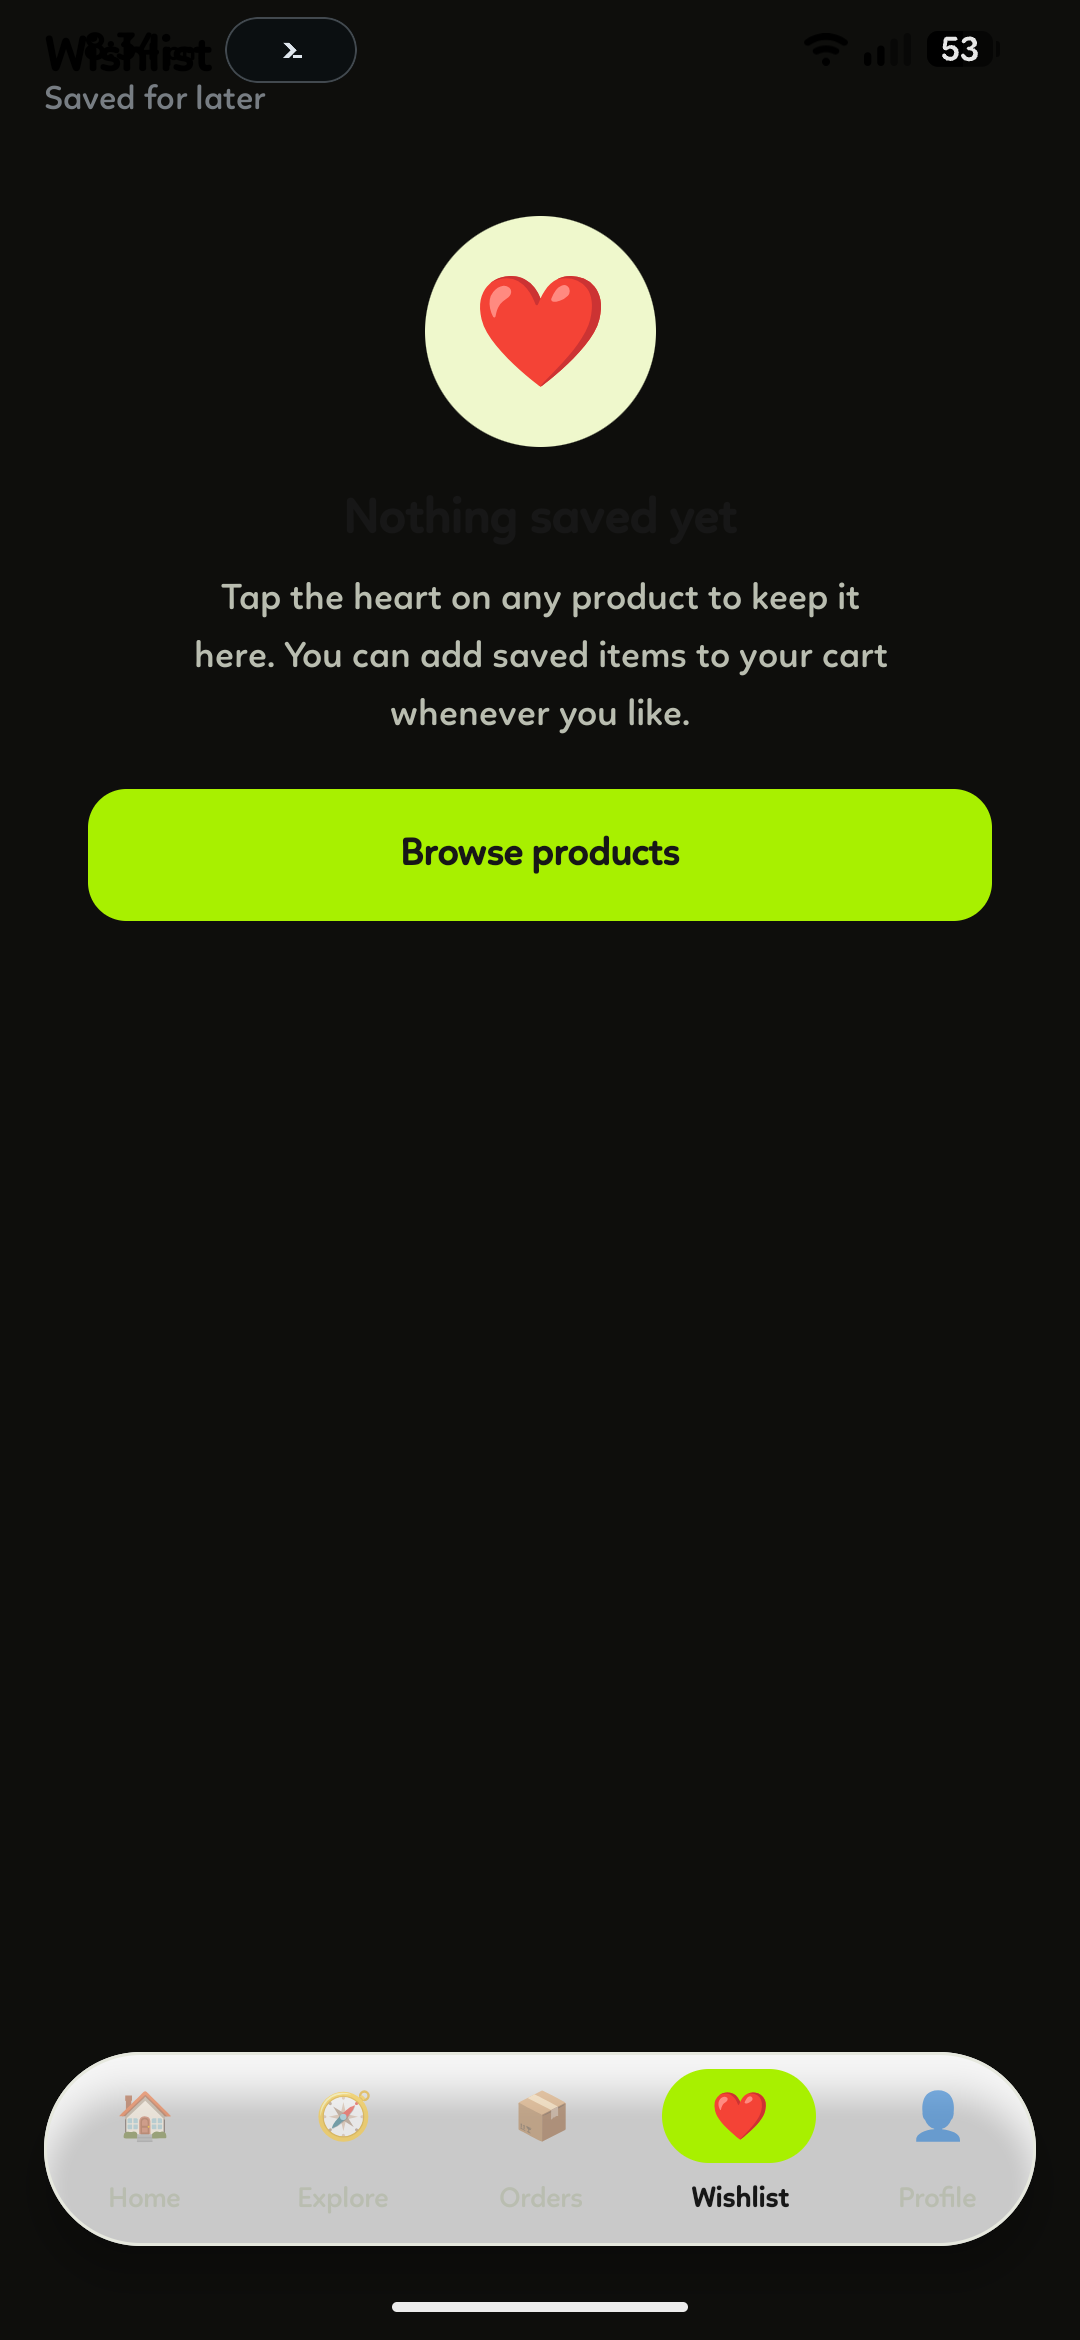 Wishlist
53
Saved for later
Nothing saved yet
Tap the heart on any product to keep it
here. You can add saved items to your cart
whenever you like.
Browse products
Home
Explore
Orders
Wishlist
Profile